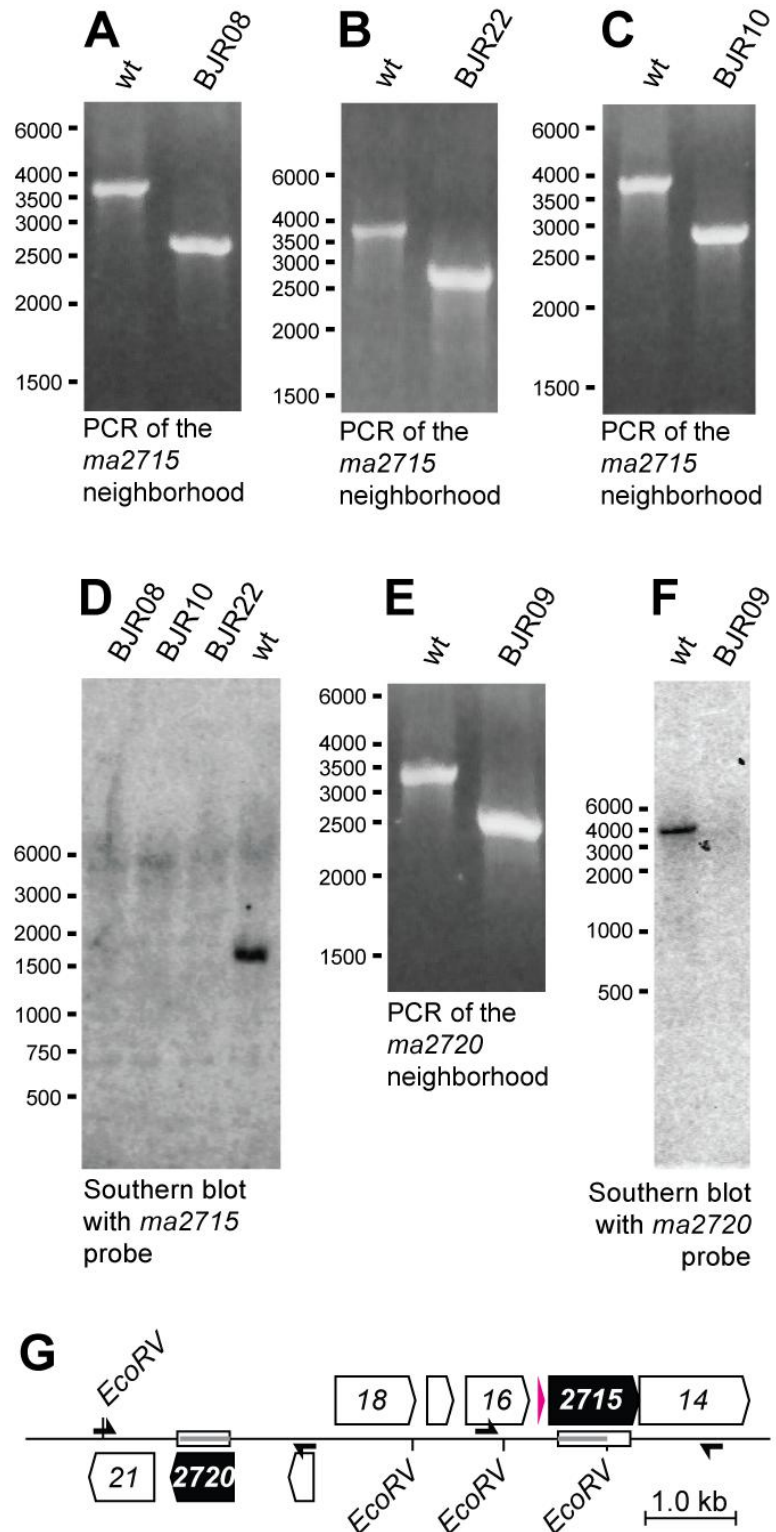 A
wt
BJR08
6000
4000
3500
3000
2500
2000
1500
PCR of the
ma2715
neighborhood
B
wt
BJR22
6000
4000
3500
3000
2500
2000
1500
PCR of the
ma2715
neighborhood
C
wt
BJR10
6000
4000
3500
3000
2500
2000
1500
PCR of the
ma2715
neighborhood
D
BJR08
BJR10
BJR22
wt
6000
3000
2000
1500
1000
750
500
Southern blot
with ma2715
probe
E
wt
BJR09
6000
4000
3500
3000
2500
2000
1500
PCR of the
ma2720
neighborhood
F
wt
BJR09
6000
4000
3000
2000
1000
500
Southern blot
with ma2720
probe
G
EcoRV
18
16
2715
14
21
2720
EcoRV
EcoRV
EcoRV
1.0 kb